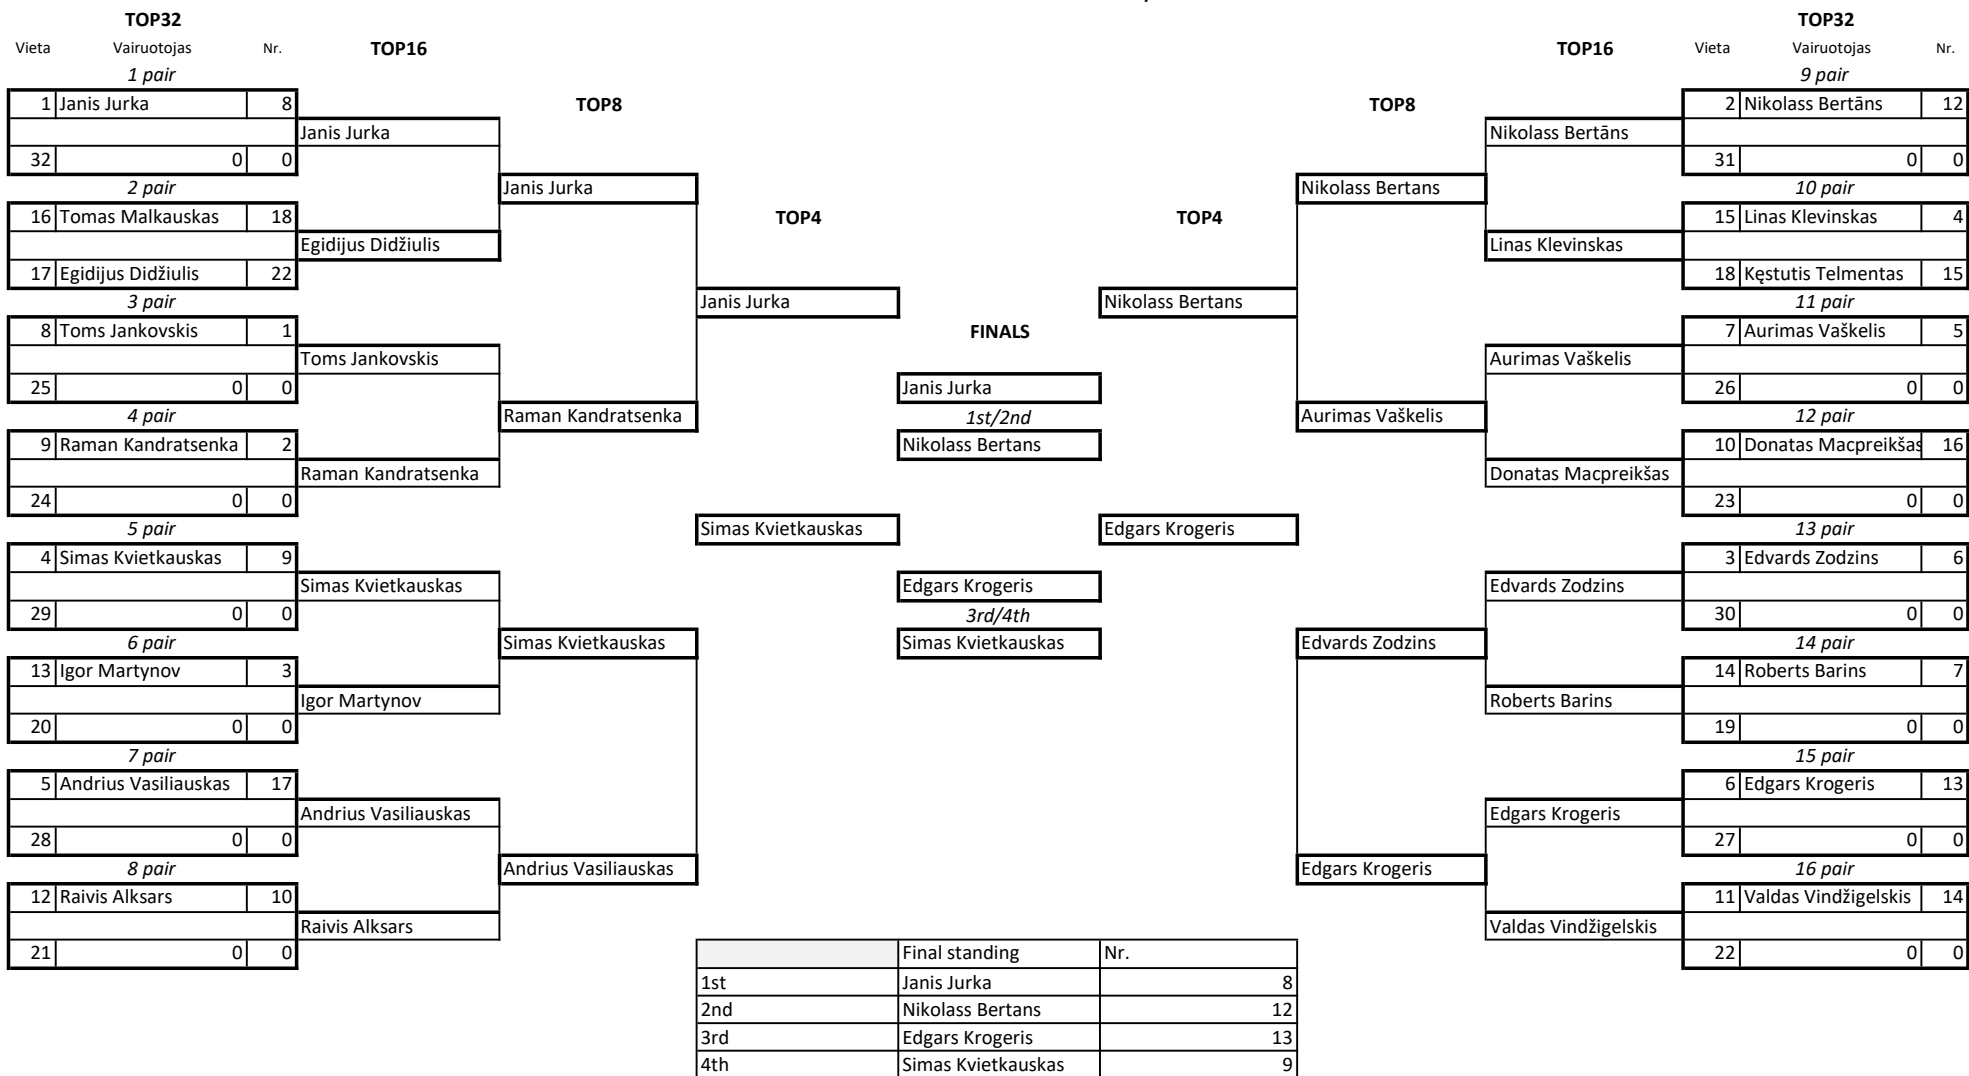 TOP32 TOP32
Vieta Vairuotojas Nr. TOP16 TOP16 Vieta Vairuotojas Nr.
1 pair 9 pair
1 Janis Jurka 8 TOP8 TOP8 2 Nikolass Bertāns 12
Janis Jurka Nikolass Bertāns
32 0 0 31 0 0
2 pair Janis Jurka Nikolass Bertans 10 pair
16 Tomas Malkauskas 18 TOP4 TOP4 15 Linas Klevinskas 4
Egidijus Didžiulis Linas Klevinskas
17 Egidijus Didžiulis 22 18 Kęstutis Telmentas 15
3 pair Janis Jurka Nikolass Bertans 11 pair
8 Toms Jankovskis 1 FINALS 7 Aurimas Vaškelis 5
Toms Jankovskis Aurimas Vaškelis
25 0 0 Janis Jurka 26 0 0
4 pair Raman Kandratsenka 1st/2nd Aurimas Vaškelis 12 pair
9 Raman Kandratsenka 2 Nikolass Bertans 10 Donatas Macpreikšas 16
Raman Kandratsenka Donatas Macpreikšas
24 0 0 23 0 0
5 pair Simas Kvietkauskas Edgars Krogeris 13 pair
4 Simas Kvietkauskas 9 3 Edvards Zodzins 6
Simas Kvietkauskas Edgars Krogeris Edvards Zodzins
29 0 0 3rd/4th 30 0 0
6 pair Simas Kvietkauskas Simas Kvietkauskas Edvards Zodzins 14 pair
13 Igor Martynov 3 14 Roberts Barins 7
Igor Martynov Roberts Barins
20 0 0 19 0 0
7 pair 15 pair
5 Andrius Vasiliauskas 17 6 Edgars Krogeris 13
Andrius Vasiliauskas Edgars Krogeris
28 0 0 27 0 0
8 pair Andrius Vasiliauskas Edgars Krogeris 16 pair
12 Raivis Alksars 10 11 Valdas Vindžigelskis 14
Raivis Alksars Valdas Vindžigelskis
21 0 0 Final standing Nr. 22 0 0
1st Janis Jurka 8
2nd Nikolass Bertans 12
3rd Edgars Krogeris 13
4th Simas Kvietkauskas 9